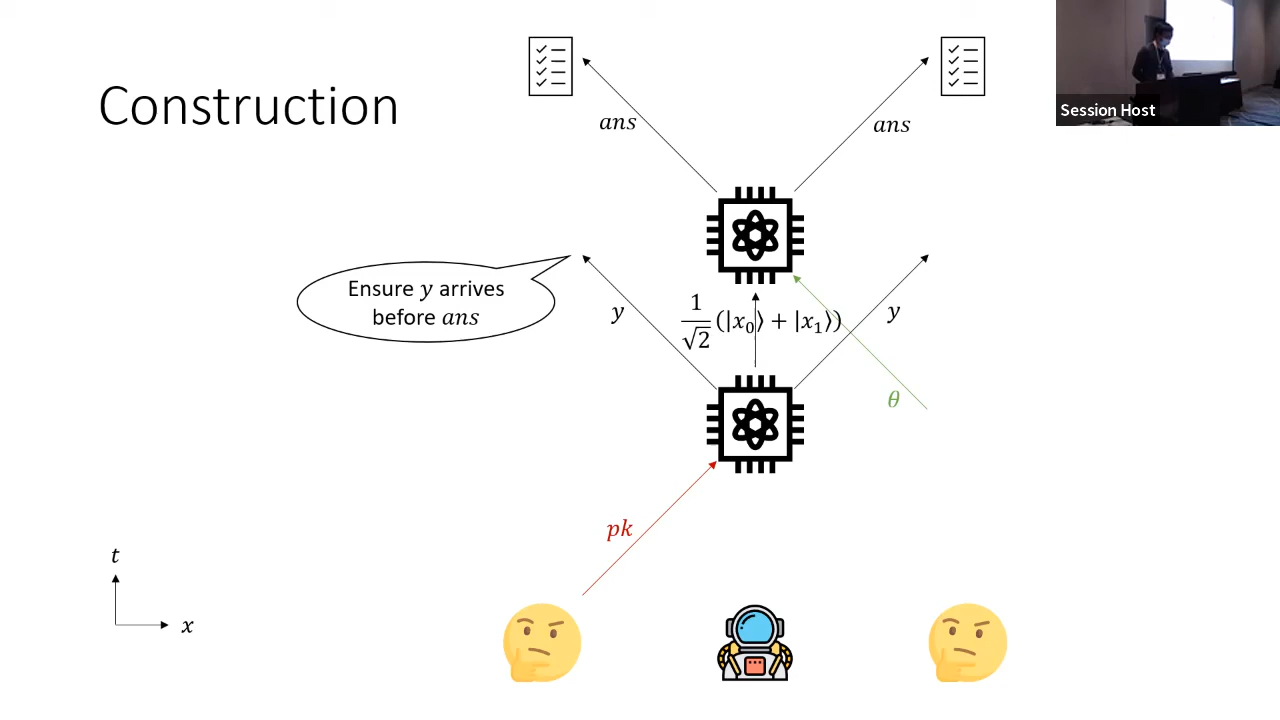 Construction
Session Host
ans
ans
Ensure y arrives
before ans
y
1/√2 (|x₀⟩ + |x₁⟩)
y
θ
pk
t
x